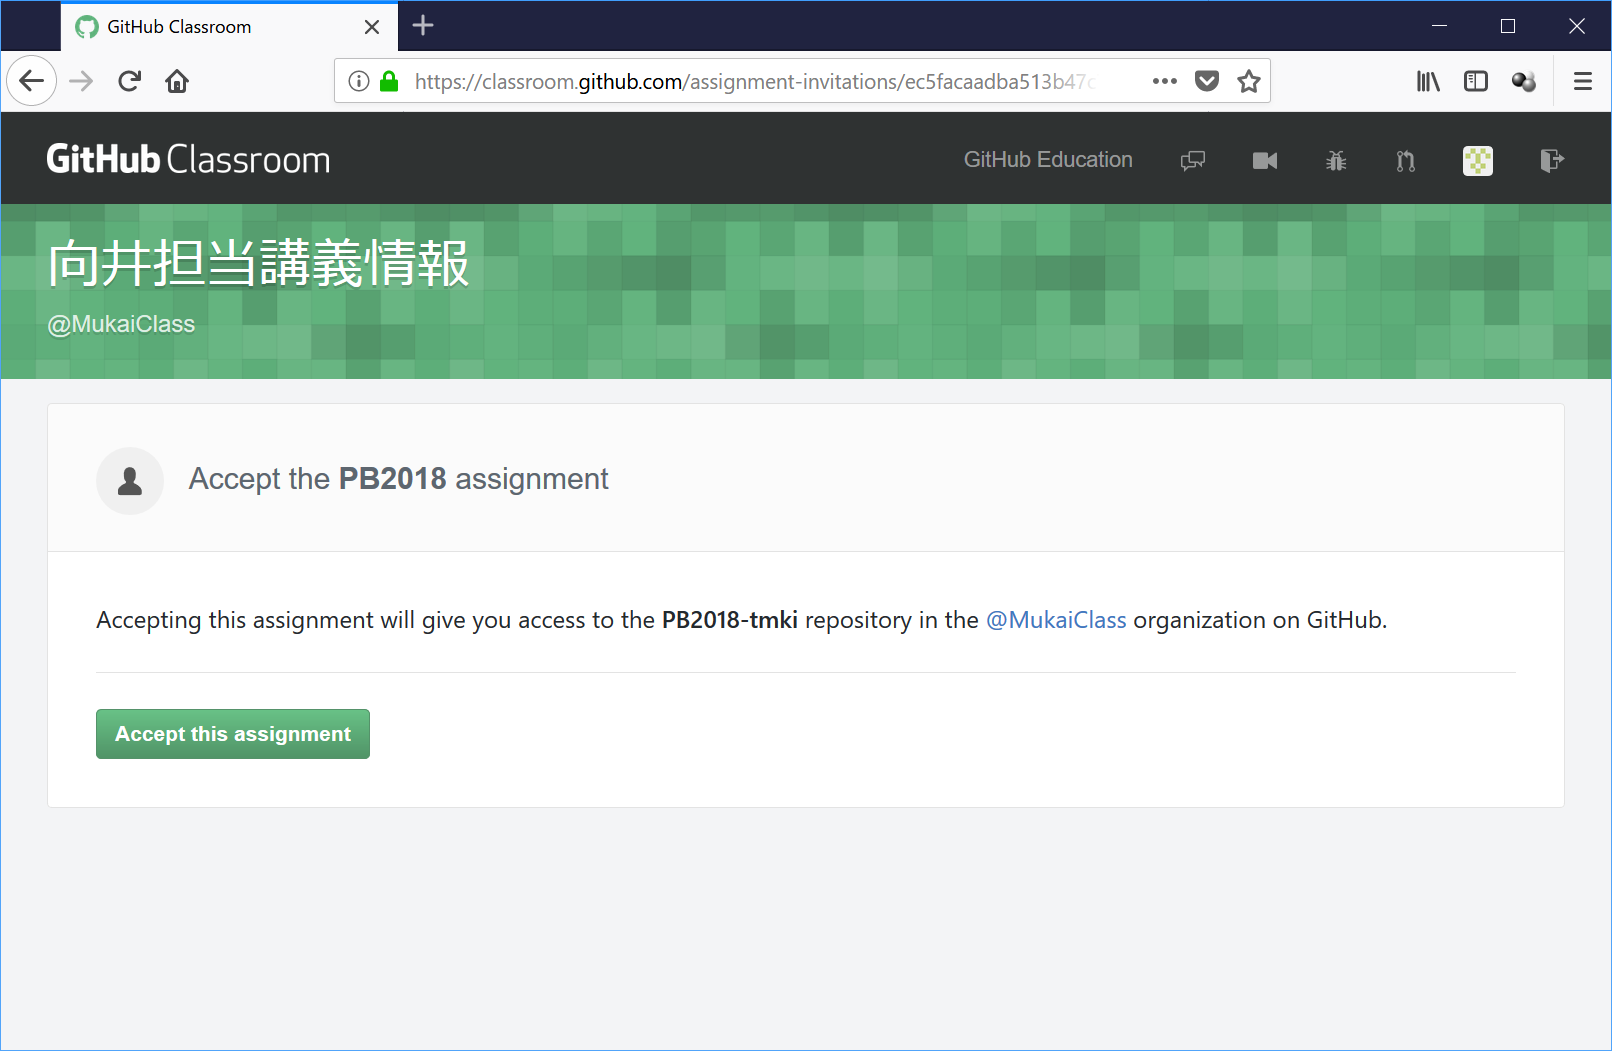 GitHub Classroom
https://classroom.github.com/assignment-invitations/ec5facaadba513b47
GitHub Classroom
GitHub Education
向井担当講義情報
@MukaiClass
Accept the PB2018 assignment
Accepting this assignment will give you access to the PB2018-tmki repository in the @MukaiClass organization on GitHub.
Accept this assignment